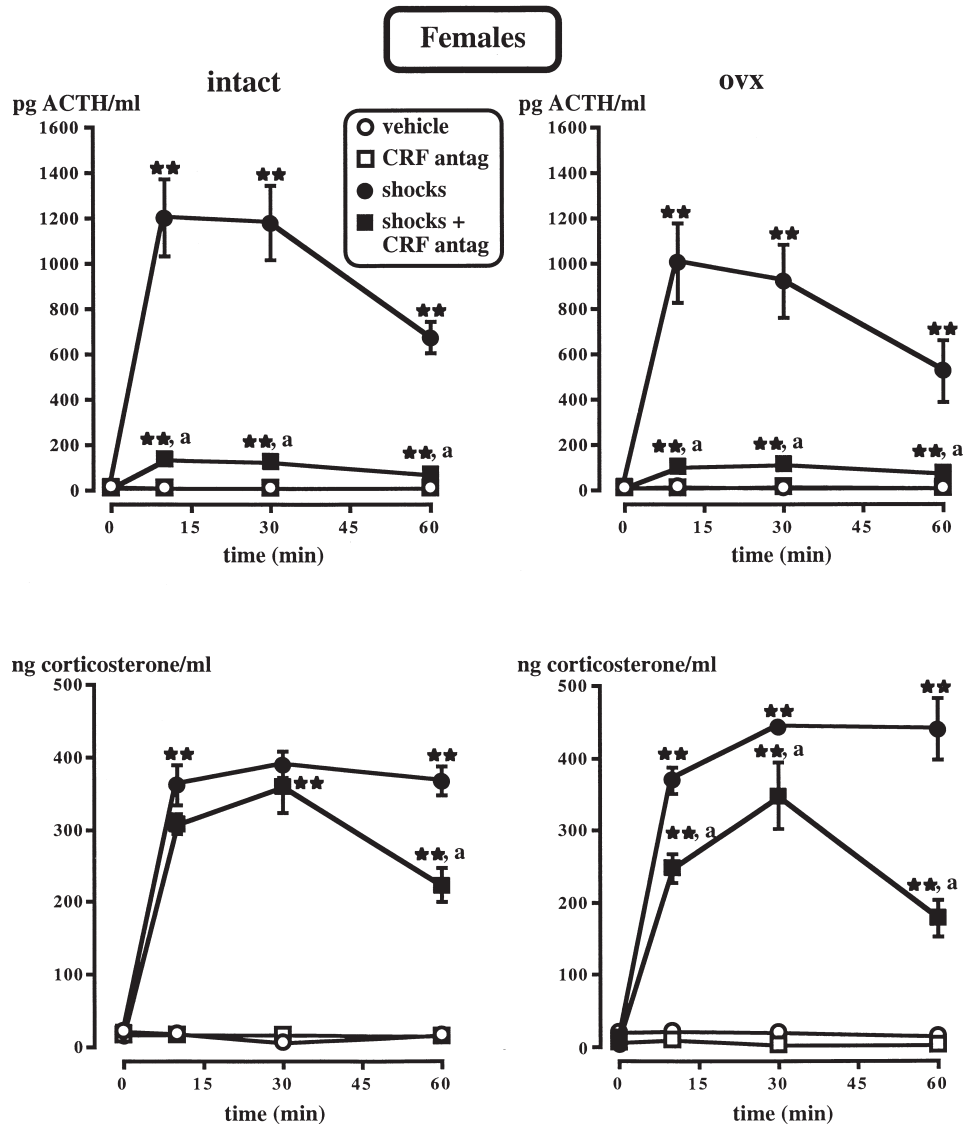 Females
intact
ovx
pg ACTH/ml
pg ACTH/ml
1600
1400
1200
1000
800
600
400
200
0
vehicle
CRF antag
shocks
shocks +
CRF antag
★★
★★
★★
★★, a
★★, a
★★, a
0 15 30 45 60
time (min)
1600
1400
1200
1000
800
600
400
200
0
★★
★★
★★
★★, a
★★, a
★★, a
0 15 30 45 60
time (min)
ng corticosterone/ml
500
400
300
200
100
0
★★
★★
★★
★★, a
0 15 30 45 60
time (min)
ng corticosterone/ml
500
400
300
200
100
0
★★
★★
★★
★★, a
★★, a
★★, a
0 15 30 45 60
time (min)